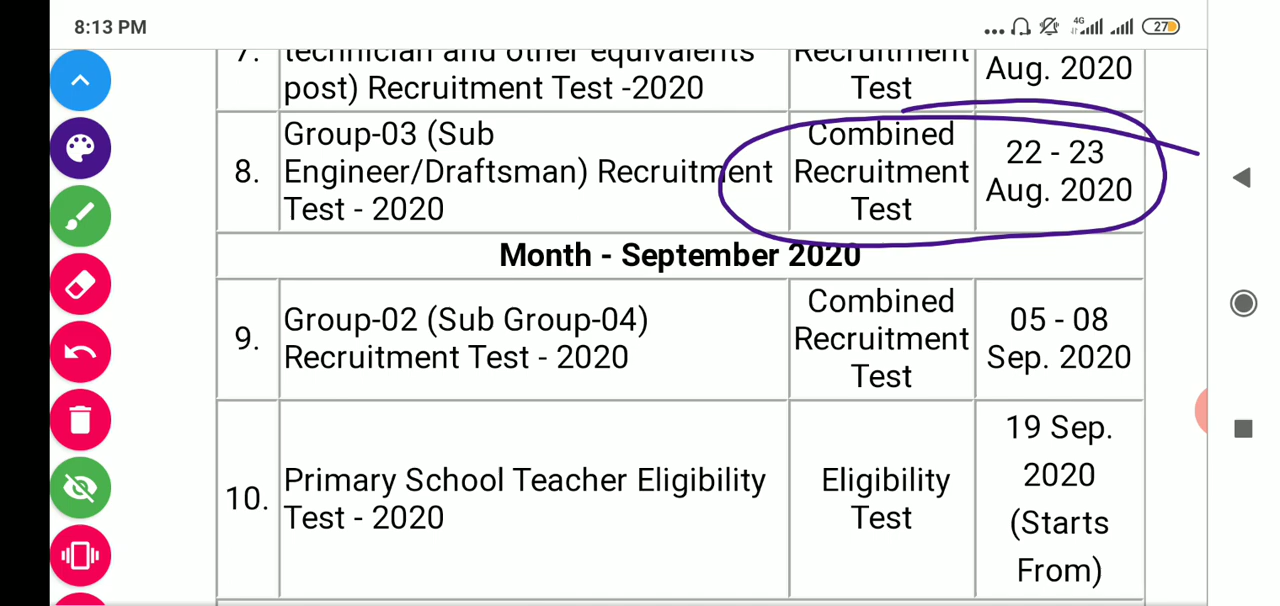 8:13 PM
4G
27
7.
technician and other equivalents
post) Recruitment Test -2020
Recruitment
Test
Aug. 2020
8.
Group-03 (Sub
Engineer/Draftsman) Recruitment
Test - 2020
Combined
Recruitment
Test
22 - 23
Aug. 2020
Month - September 2020
9.
Group-02 (Sub Group-04)
Recruitment Test - 2020
Combined
Recruitment
Test
05 - 08
Sep. 2020
10.
Primary School Teacher Eligibility
Test - 2020
Eligibility
Test
19 Sep.
2020
(Starts
From)